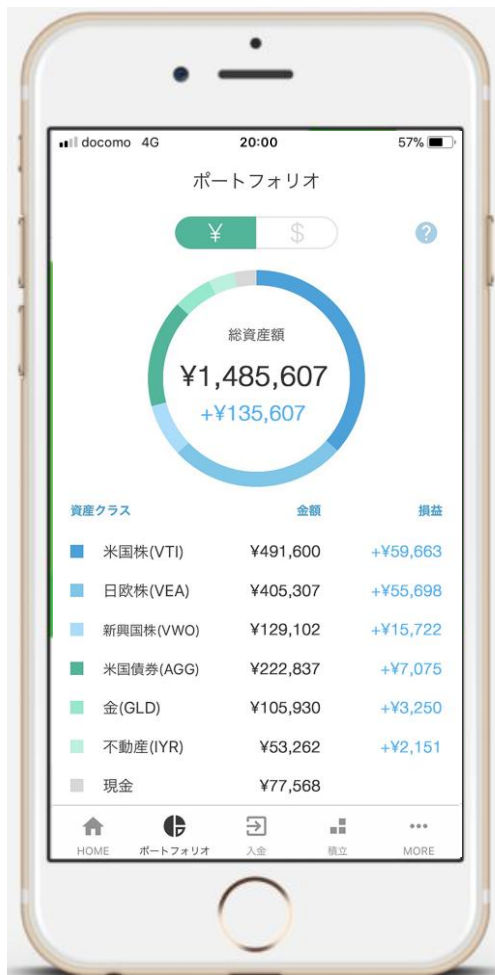 docomo 4G 20:00 57%
ポートフォリオ
¥ $ ?
総資産額
¥1,485,607
+¥135,607
資産クラス 金額 損益
米国株(VTI) ¥491,600 +¥59,663
日欧株(VEA) ¥405,307 +¥55,698
新興国株(VWO) ¥129,102 +¥15,722
米国債券(AGG) ¥222,837 +¥7,075
金(GLD) ¥105,930 +¥3,250
不動産(IYR) ¥53,262 +¥2,151
現金 ¥77,568
HOME ポートフォリオ 入金 積立 MORE